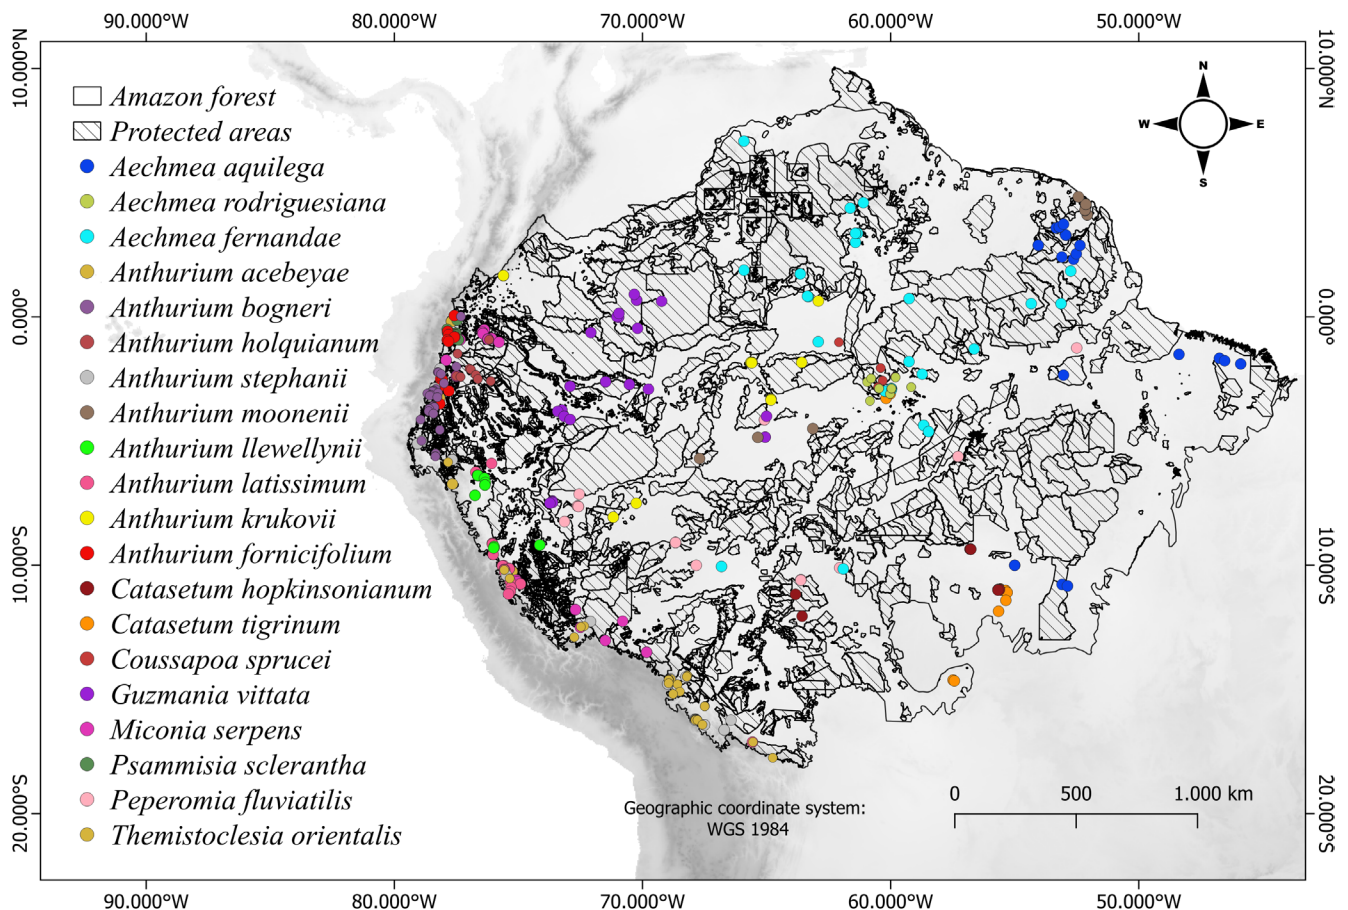 90.000°W 80.000°W 70.000°W 60.000°W 50.000°W
10.000°N
10.000°N
N
W E
S
Amazon forest
Protected areas
Aechmea aquilega
Aechmea rodriguesiana
Aechmea fernandae
Anthurium acebeyae
Anthurium bogneri
Anthurium holquianum
Anthurium stephanii
Anthurium moonenii
Anthurium llewellynii
Anthurium latissimum
Anthurium krukovii
Anthurium fornicifolium
Catasetum hopkinsonianum
Catasetum tigrinum
Coussapoa sprucei
Guzmania vittata
Miconia serpens
Psammisia sclerantha
Peperomia fluviatilis
Themistoclesia orientalis
0.000°
0.000°
10.000°S
10.000°S
20.000°S
20.000°S
Geographic coordinate system:
WGS 1984
0 500 1.000 km
90.000°W 80.000°W 70.000°W 60.000°W 50.000°W